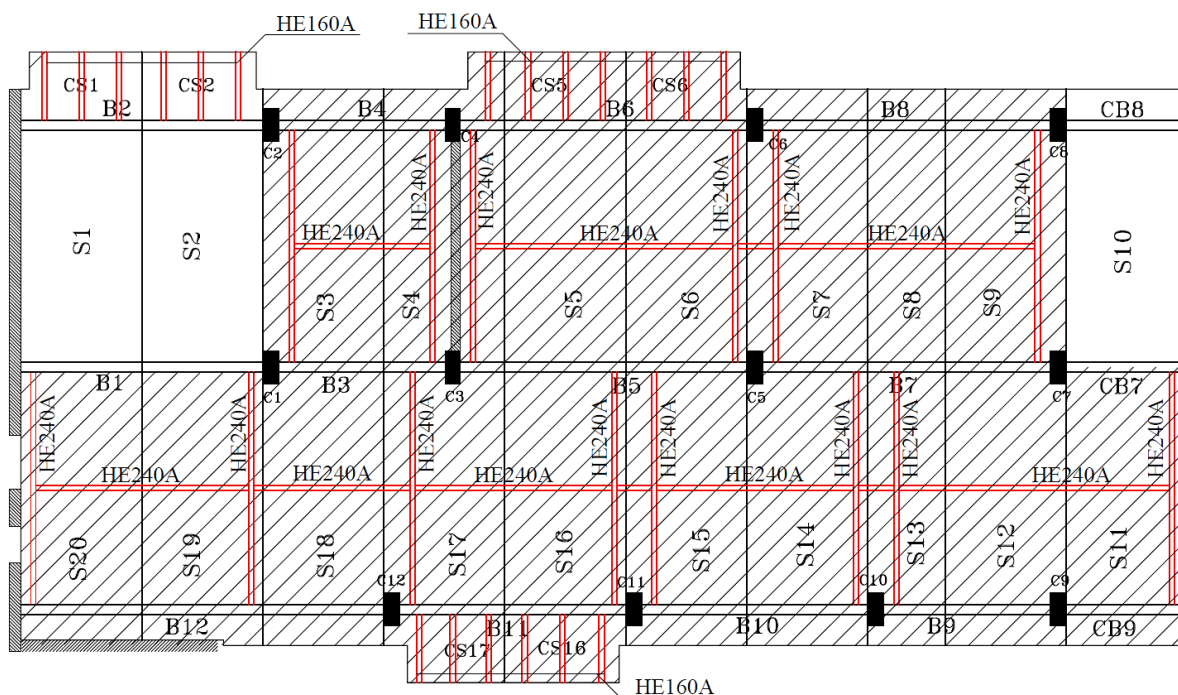 HE160A
HE160A
CS1
CS2
CS5
CS6
B2
B4
B6
B8
CB8
C2
C4
C6
C8
HE240A
HE240A
HE240A
HE240A
HE240A
HE240A
HE240A
S1
S2
S3
S4
S5
S6
S7
S8
S9
S10
B1
B3
B5
B7
CB7
C1
C3
C5
C7
HE240A
HE240A
HE240A
HE240A
HE240A
HE240A
HE240A
HE240A
HE240A
HE240A
HE240A
HE240A
S20
S19
S18
S17
S16
S15
S14
S13
S12
S11
C12
C11
C10
C9
B12
B11
B10
B9
CB9
CS17
CS16
HE160A